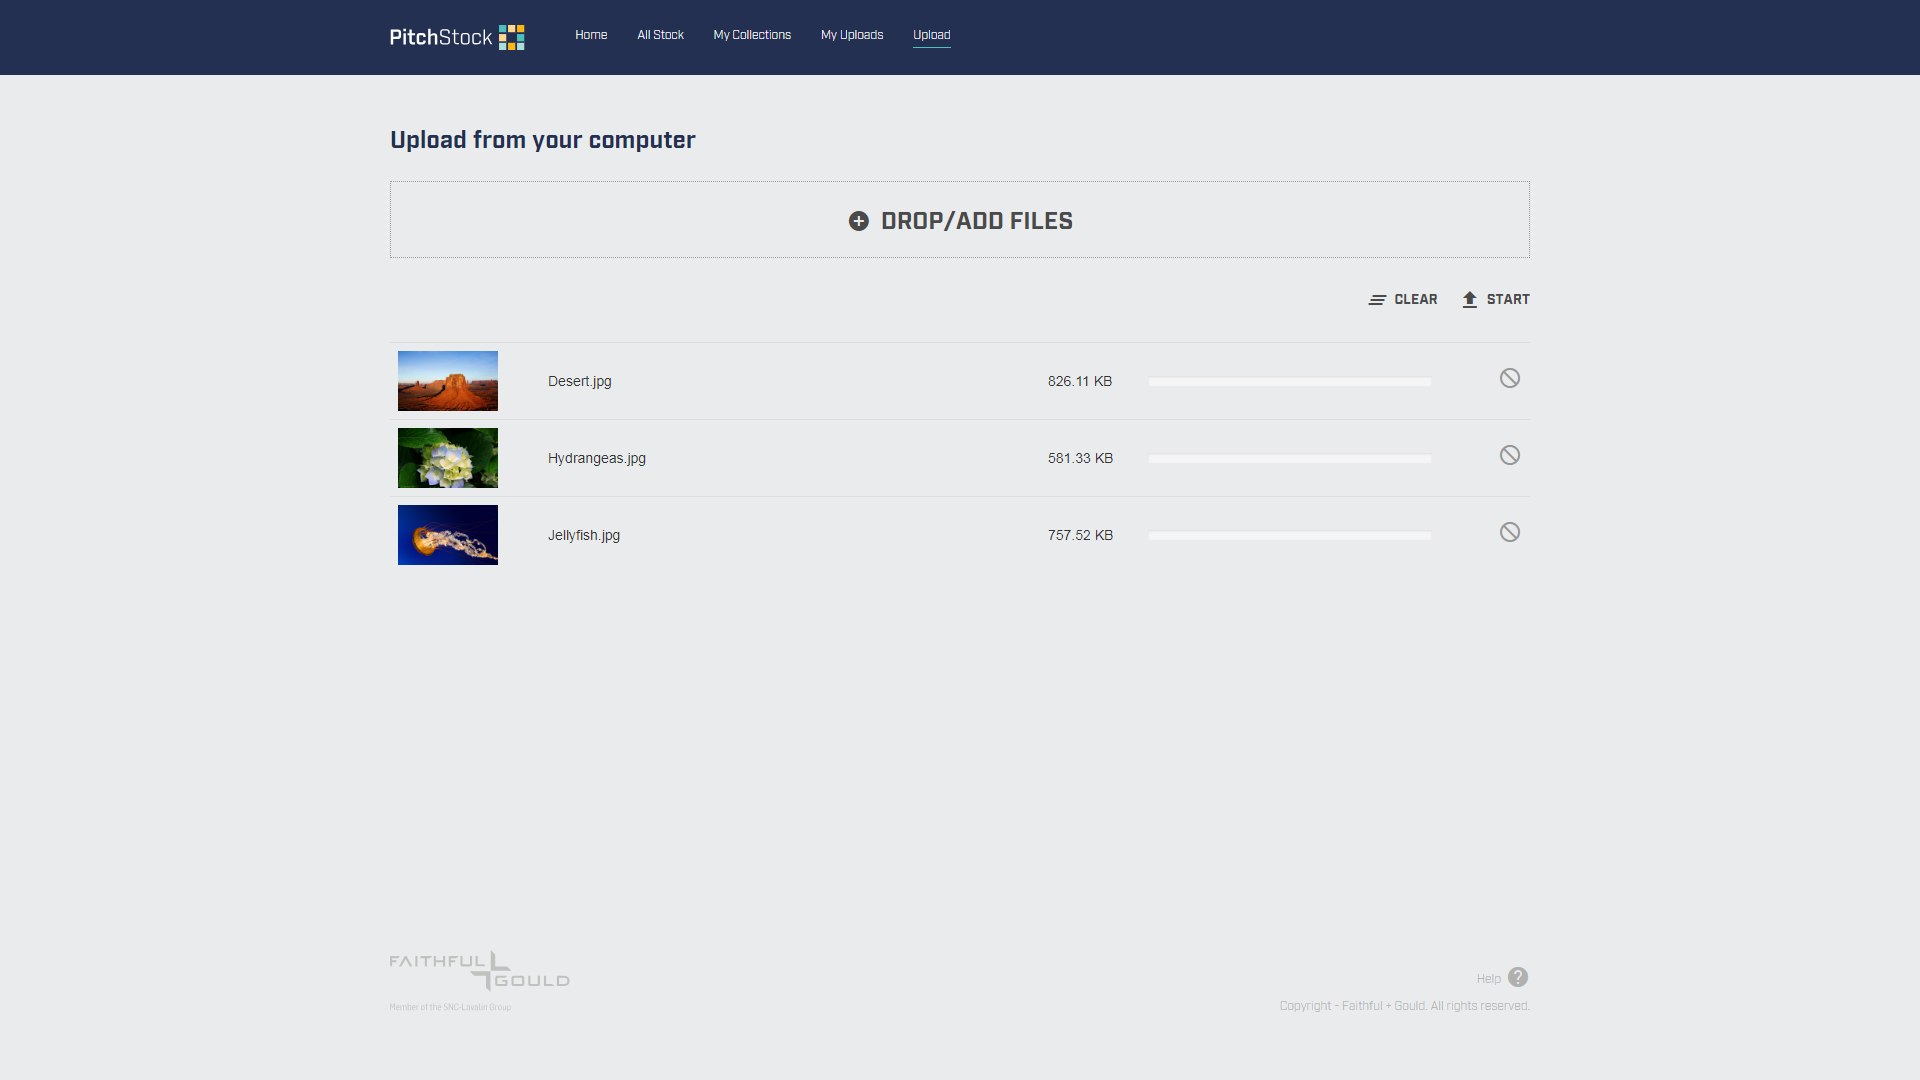 PitchStock
Home
All Stock
My Collections
My Uploads
Upload
Upload from your computer
DROP/ADD FILES
CLEAR
START
Desert.jpg
826.11 KB
Hydrangeas.jpg
581.33 KB
Jellyfish.jpg
757.52 KB
FAITHFUL
GOULD
Member of the SNC-Lavalin Group
Help
Copyright - Faithful + Gould. All rights reserved.